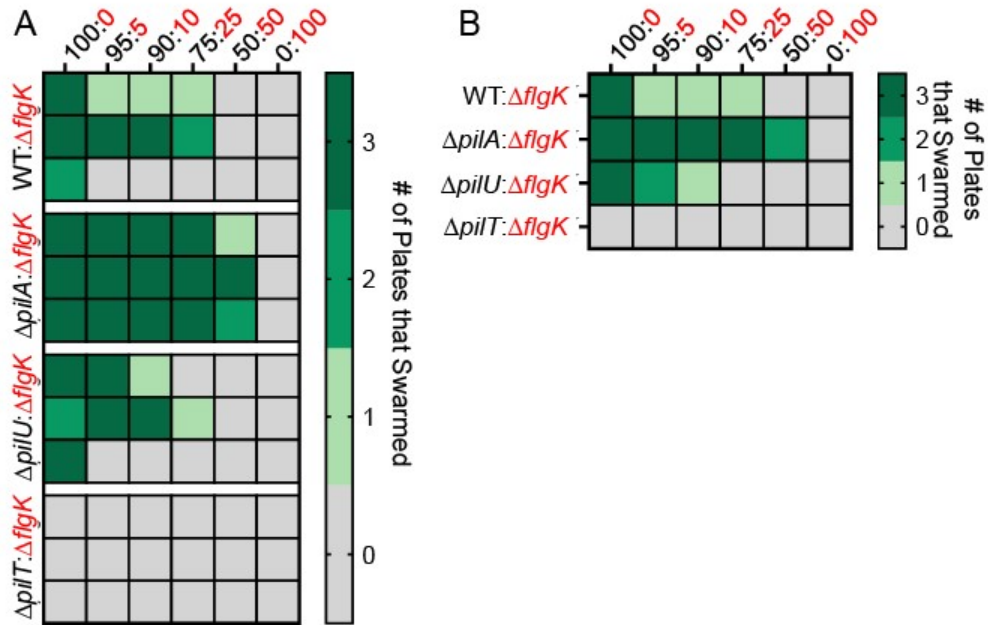 A
100:0
95:5
90:10
75:25
50:50
0:100
WT:ΔflgK
ΔpilA:ΔflgK
ΔpilU:ΔflgK
ΔpilT:ΔflgK
3
2
1
0
# of Plates that Swarmed
B
100:0
95:5
90:10
75:25
50:50
0:100
WT:ΔflgK
ΔpilA:ΔflgK
ΔpilU:ΔflgK
ΔpilT:ΔflgK
3
2
1
0
# of Plates
that Swarmed